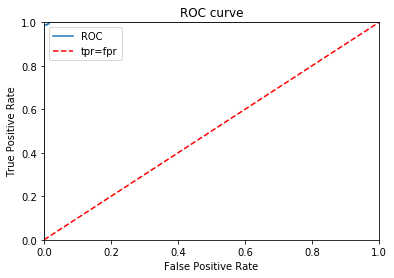 ROC curve
True Positive Rate
1.0
0.8
0.6
0.4
0.2
0.0
ROC
tpr=fpr
0.0 0.2 0.4 0.6 0.8 1.0
False Positive Rate